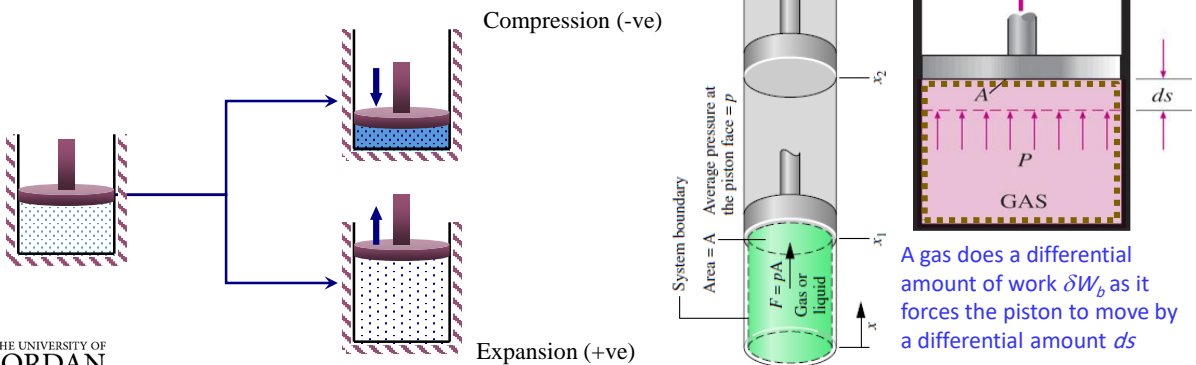 Compression (-ve)
Expansion (+ve)
THE UNIVERSITY OF
JORDAN
System boundary
Area = A
Average pressure at
the piston face = p
F = pA
Gas or
liquid
x
x₁
x₂
A
P
GAS
ds
A gas does a differential
amount of work δW_b as it
forces the piston to move by
a differential amount ds